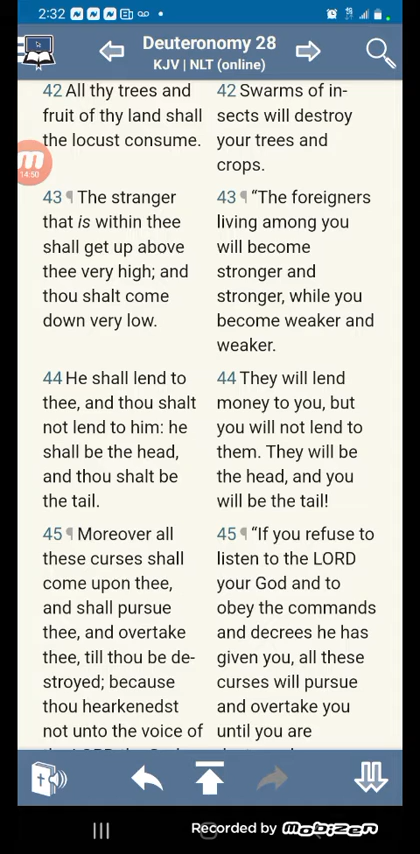 2:32
Deuteronomy 28
KJV | NLT (online)
14:50
42 All thy trees and
fruit of thy land shall
the locust consume.
43 ¶ The stranger
that is within thee
shall get up above
thee very high; and
thou shalt come
down very low.
44 He shall lend to
thee, and thou shalt
not lend to him: he
shall be the head,
and thou shalt be
the tail.
45 ¶ Moreover all
these curses shall
come upon thee,
and shall pursue
thee, and overtake
thee, till thou be de-
stroyed; because
thou hearkenedst
not unto the voice of
42 Swarms of in-
sects will destroy
your trees and
crops.
43 ¶ “The foreigners
living among you
will become
stronger and
stronger, while you
become weaker and
weaker.
44 They will lend
money to you, but
you will not lend to
them. They will be
the head, and you
will be the tail!
45 ¶ “If you refuse to
listen to the LORD
your God and to
obey the commands
and decrees he has
given you, all these
curses will pursue
and overtake you
until you are
Recorded by mobizen